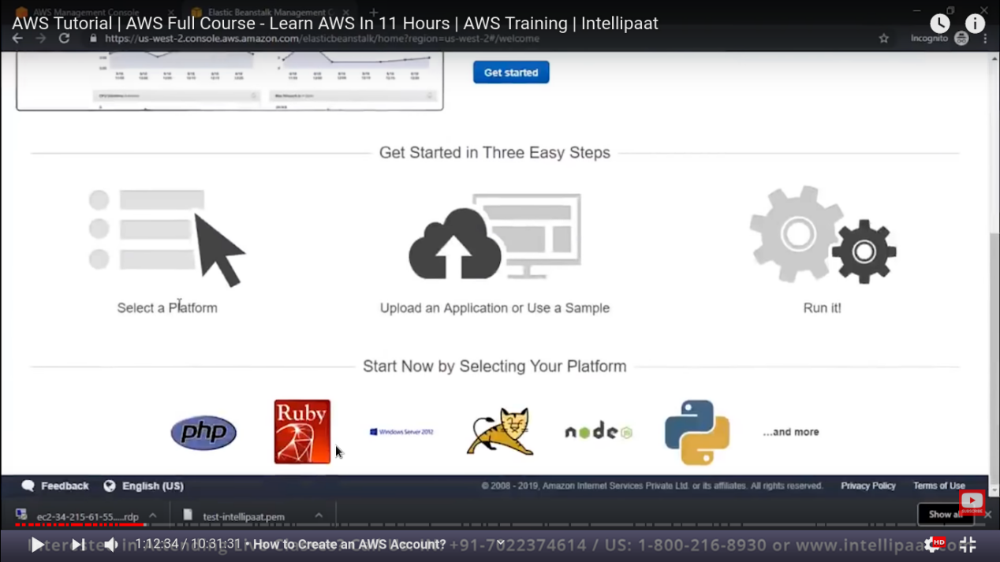 AWS Management Console
Elastic Beanstalk Management C
AWS Tutorial | AWS Full Course - Learn AWS In 11 Hours | AWS Training | Intellipaat
https://us-west-2.console.aws.amazon.com/elasticbeanstalk/home?region=us-west-2#/welcome
Incognito
Get started
Get Started in Three Easy Steps
Select a Platform
Upload an Application or Use a Sample
Run it!
Start Now by Selecting Your Platform
php
Ruby
Windows Server 2012
node
JS
...and more
Feedback
English (US)
© 2008 - 2019, Amazon Internet Services Private Ltd. or its affiliates. All rights reserved.
Privacy Policy
Terms of Use
SUBSCRIBE
ec2-34-215-61-55.....rdp
test-intellipaat.pem
Show all
1:12:34 / 10:31:31 • How to Create an AWS Account?
+91-7022374614 / US: 1-800-216-8930 or www.intellipaat.com
HD